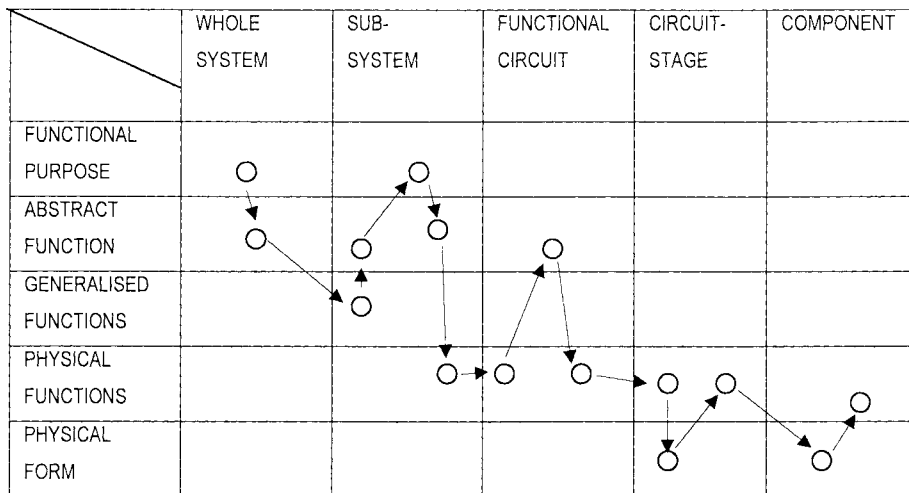 WHOLE
SYSTEM
SUB-
SYSTEM
FUNCTIONAL
CIRCUIT
CIRCUIT-
STAGE
COMPONENT
FUNCTIONAL
PURPOSE
ABSTRACT
FUNCTION
GENERALISED
FUNCTIONS
PHYSICAL
FUNCTIONS
PHYSICAL
FORM